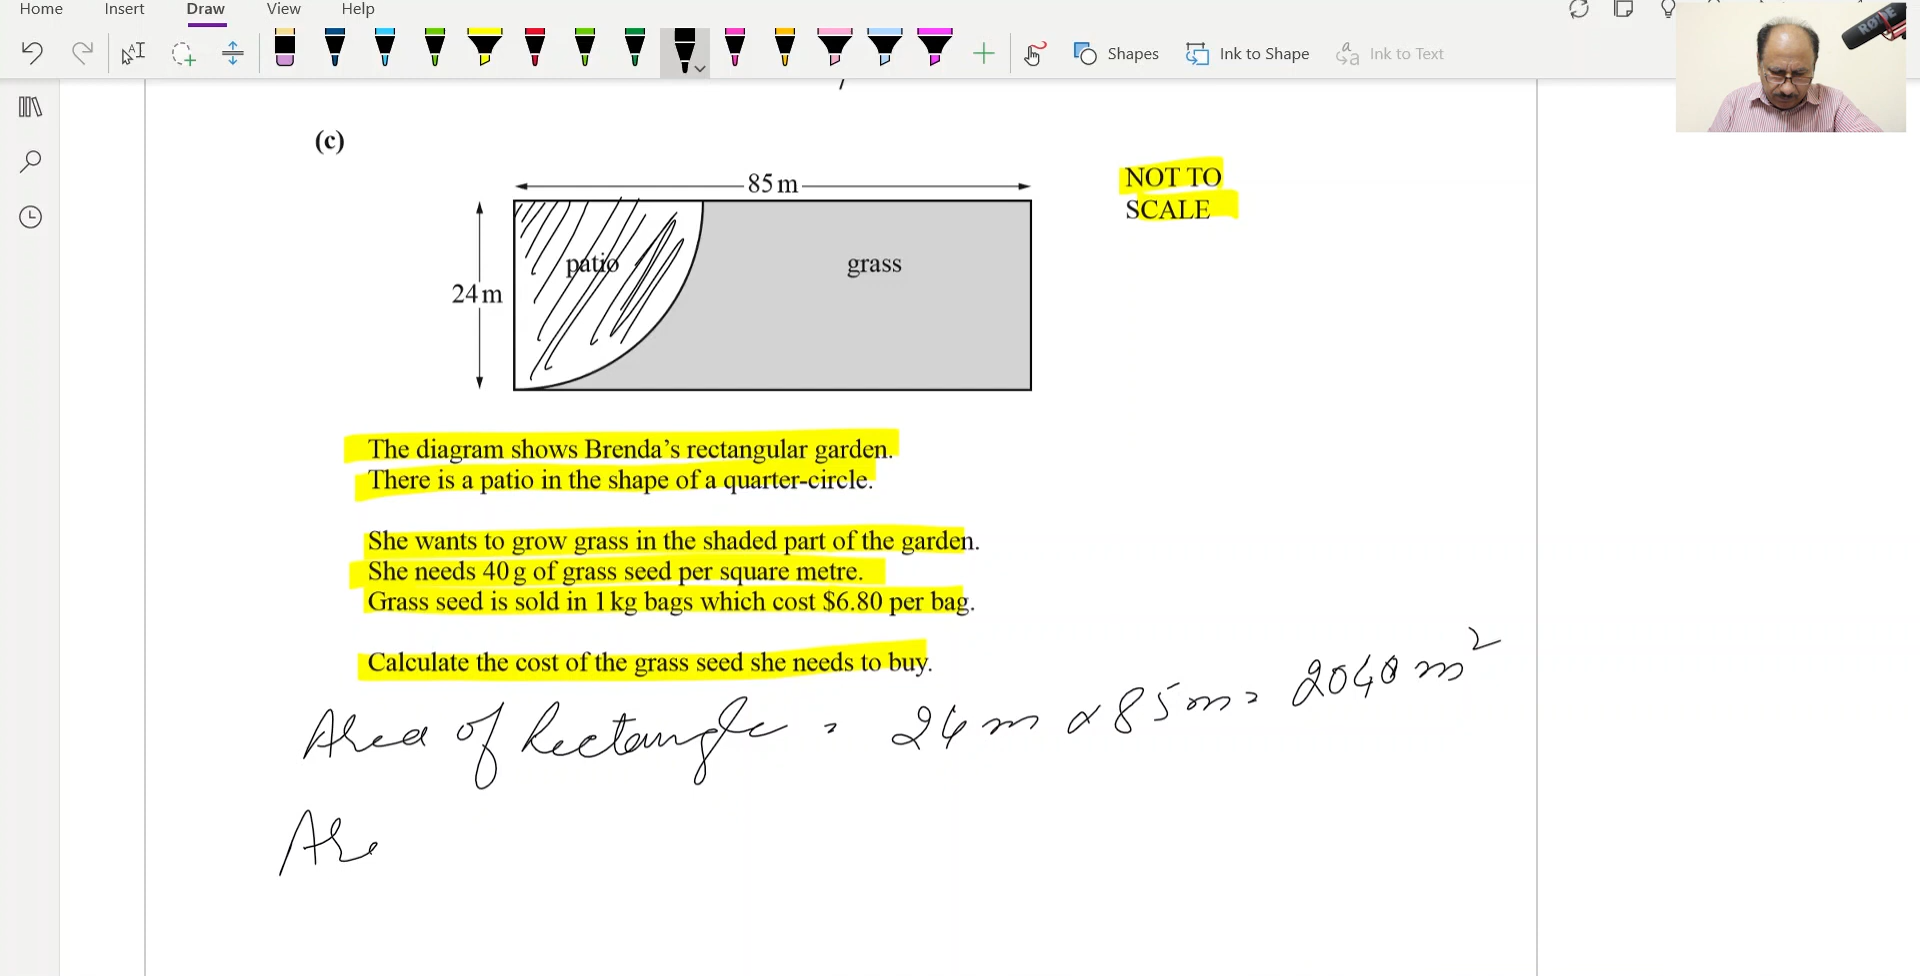 Home Insert Draw View Help
Shapes Ink to Shape Ink to Text
RØDE
(c)
85 m
NOT TO
SCALE
patio grass
24 m
The diagram shows Brenda's rectangular garden.
There is a patio in the shape of a quarter-circle.
She wants to grow grass in the shaded part of the garden.
She needs 40 g of grass seed per square metre.
Grass seed is sold in 1 kg bags which cost $6.80 per bag.
Calculate the cost of the grass seed she needs to buy.
Area of Rectangle = 24 m × 85 m = 2040 m²
Are